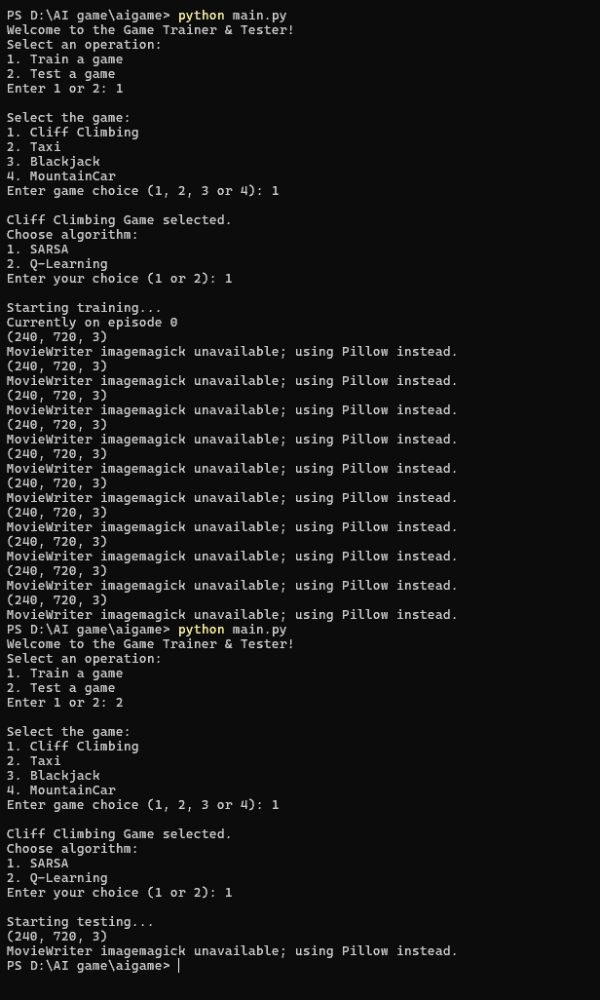 PS D:\AI game\aigame> python main.py
Welcome to the Game Trainer & Tester!
Select an operation:
1. Train a game
2. Test a game
Enter 1 or 2: 1
Select the game:
1. Cliff Climbing
2. Taxi
3. Blackjack
4. MountainCar
Enter game choice (1, 2, 3 or 4): 1
Cliff Climbing Game selected.
Choose algorithm:
1. SARSA
2. Q-Learning
Enter your choice (1 or 2): 1
Starting training...
Currently on episode 0
(240, 720, 3)
MovieWriter imagemagick unavailable; using Pillow instead.
(240, 720, 3)
MovieWriter imagemagick unavailable; using Pillow instead.
(240, 720, 3)
MovieWriter imagemagick unavailable; using Pillow instead.
(240, 720, 3)
MovieWriter imagemagick unavailable; using Pillow instead.
(240, 720, 3)
MovieWriter imagemagick unavailable; using Pillow instead.
(240, 720, 3)
MovieWriter imagemagick unavailable; using Pillow instead.
(240, 720, 3)
MovieWriter imagemagick unavailable; using Pillow instead.
(240, 720, 3)
MovieWriter imagemagick unavailable; using Pillow instead.
(240, 720, 3)
MovieWriter imagemagick unavailable; using Pillow instead.
(240, 720, 3)
MovieWriter imagemagick unavailable; using Pillow instead.
PS D:\AI game\aigame> python main.py
Welcome to the Game Trainer & Tester!
Select an operation:
1. Train a game
2. Test a game
Enter 1 or 2: 2
Select the game:
1. Cliff Climbing
2. Taxi
3. Blackjack
4. MountainCar
Enter game choice (1, 2, 3 or 4): 1
Cliff Climbing Game selected.
Choose algorithm:
1. SARSA
2. Q-Learning
Enter your choice (1 or 2): 1
Starting testing...
(240, 720, 3)
MovieWriter imagemagick unavailable; using Pillow instead.
PS D:\AI game\aigame>